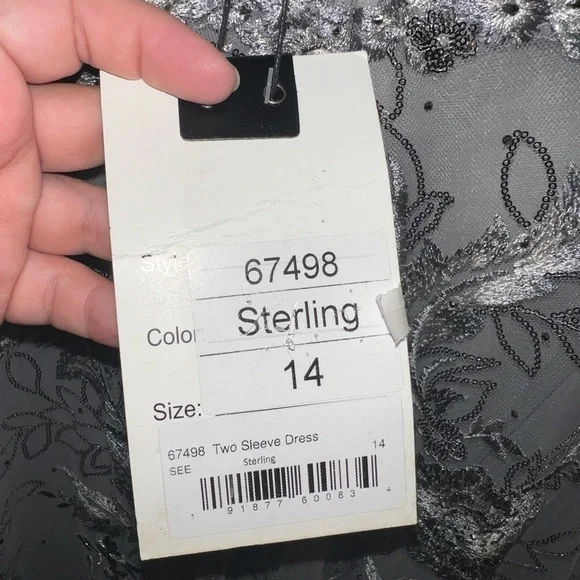 Style
67498
Color
Sterling
14
Size:
67498 Two Sleeve Dress 14
SEE Sterling
1 91877 60083 4